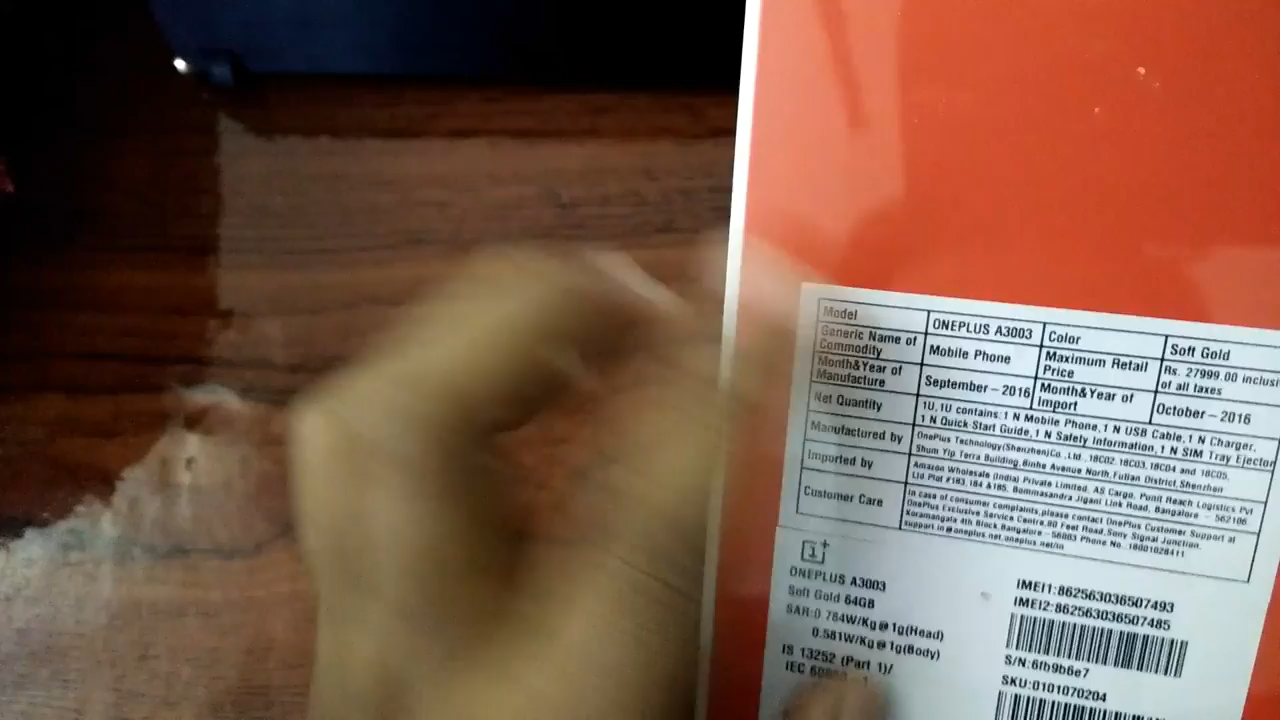 Model ONEPLUS A3003 Color Soft Gold
Generic Name of Commodity Mobile Phone Maximum Retail Price Rs. 27999.00 inclusi of all taxes
Month&Year of Manufacture September-2016 Month&Year of Import October-2016
Net Quantity 1U,1U contains:1 N Mobile Phone,1 N USB Cable,1 N Charger,
1 N Quick Start Guide,1 N Safety Information,1 N SIM Tray Ejector
Manufactured by OnePlus Technology(Shenzhen)Co.,Ltd.,18C02,18C03,18C04 and 18C05,
Shum Yip Terra Building,Binhe Avenue North,Futian District,Shenzhen
Imported by Amazon Wholesale (India) Private Limited, AS Cargo, Punit Reach Logistics Pvt
Ltd Plot #183,184 &185, Bommasandra Jigani Link Road, Bangalore - 562106
Customer Care In case of consumer complaints,please contact OnePlus Customer Support at
OnePlus Exclusive Service Centre,80 Feet Road,Sony Signal Junction,
Koramangala 4th Block,Bangalore-56003 Phone No. 18001028411
support.in@oneplus.net,oneplus.net/in
1+
ONEPLUS A3003
Soft Gold 64GB
SAR:0.784W/Kg@1g(Head)
0.581W/Kg@1g(Body)
IS 13252 (Part 1)/
IEC
IMEI1:862563036507493
IMEI2:862563036507485
S/N:6fb9b6e7
SKU:0101070204